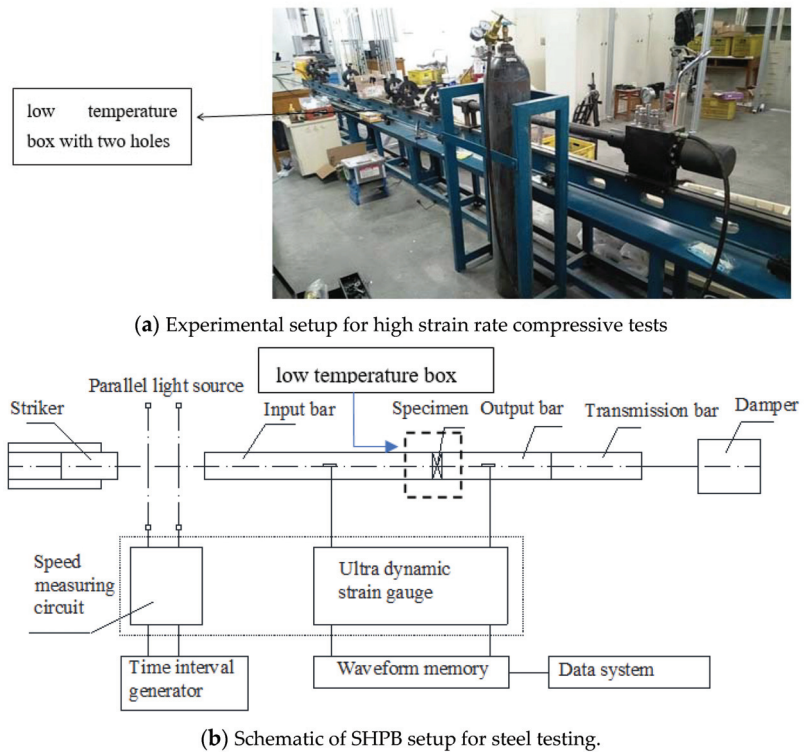 low temperature
box with two holes
(a) Experimental setup for high strain rate compressive tests
low temperature box
Parallel light source
Striker
Input bar
Specimen
Output bar
Transmission bar
Damper
Speed
measuring
circuit
Ultra dynamic
strain gauge
Time interval
generator
Waveform memory
Data system
(b) Schematic of SHPB setup for steel testing.